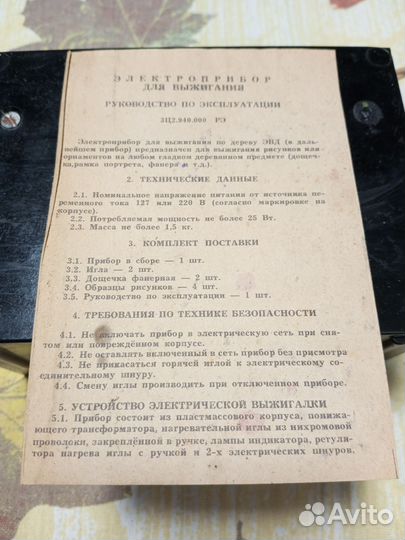 ЭЛЕКТРОПРИБОР
ДЛЯ ВЫЖИГАНИЯ
РУКОВОДСТВО ПО ЭКСПЛУАТАЦИИ
3Ц2.940.000 РЭ
Электроприбор для выжигания по дереву ЭВД (в даль-
нейшем прибор) предназначен для выжигания рисунков или
орнаментов на любом гладком деревянном предмете (дощеч-
ка, рамка портрета, фанера и т.д.).
2. ТЕХНИЧЕСКИЕ ДАННЫЕ
2.1. Номинальное напряжение питания от источника пе-
ременного тока 127 или 220 В (согласно маркировке на
корпусе).
2.2. Потребляемая мощность не более 25 Вт.
2.3. Масса не более 1,5 кг.
3. КОМПЛЕКТ ПОСТАВКИ
3.1. Прибор в сборе — 1 шт.
3.2. Игла — 2 шт.
3.3. Дощечка фанерная — 2 шт.
3.4. Образцы рисунков — 4 шт.
3.5. Руководство по эксплуатации — 1 шт.
4. ТРЕБОВАНИЯ ПО ТЕХНИКЕ БЕЗОПАСНОСТИ
4.1. Не включать прибор в электрическую сеть при сня-
том или повреждённом корпусе.
4.2. Не оставлять включенным в сеть прибор без присмотра
4.3. Не прикасаться горячей иглой к электрическому со-
единительному шнуру.
4.4. Смену иглы производить при отключенном приборе.
5. УСТРОЙСТВО ЭЛЕКТРИЧЕСКОЙ ВЫЖИГАЛКИ
5.1. Прибор состоит из пластмассового корпуса, понижа-
ющего трансформатора, нагревательной иглы из нихромовой
проволоки, закреплённой в ручке, лампы индикатора, регуля-
тора нагрева иглы с ручкой и 2-х электрических шнуров.
Avito